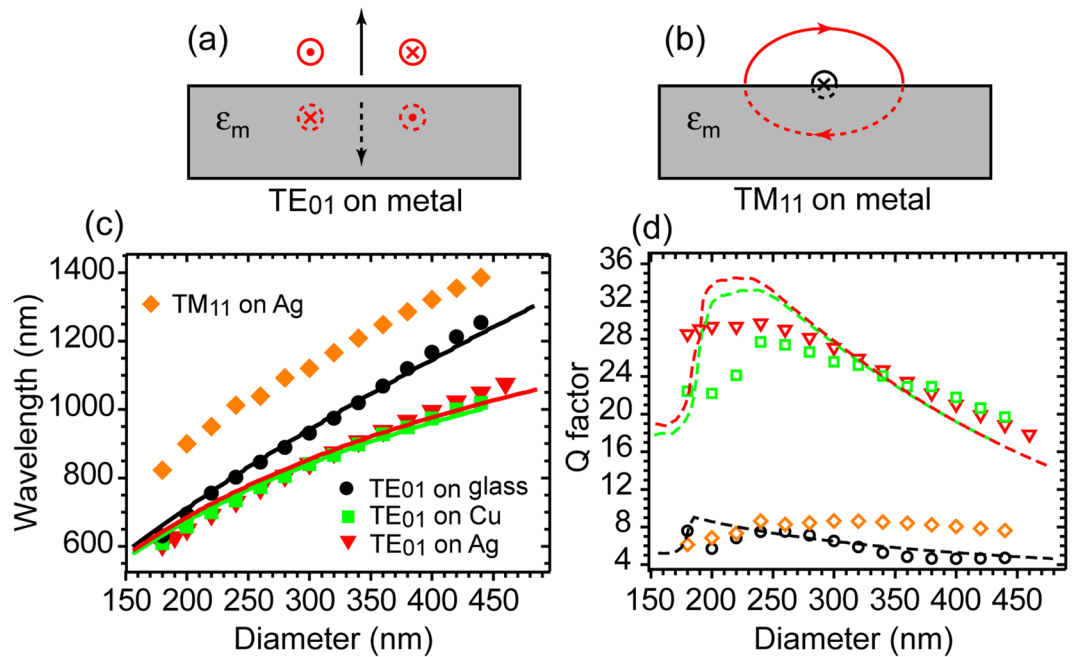 (a)
εm
TE01 on metal
(b)
εm
TM11 on metal
(c)
Wavelength (nm)
1400
1200
1000
800
600
TM11 on Ag
TE01 on glass
TE01 on Cu
TE01 on Ag
150 200 250 300 350 400 450
Diameter (nm)
(d)
Q factor
36
32
28
24
20
16
12
8
4
150 200 250 300 350 400 450
Diameter (nm)